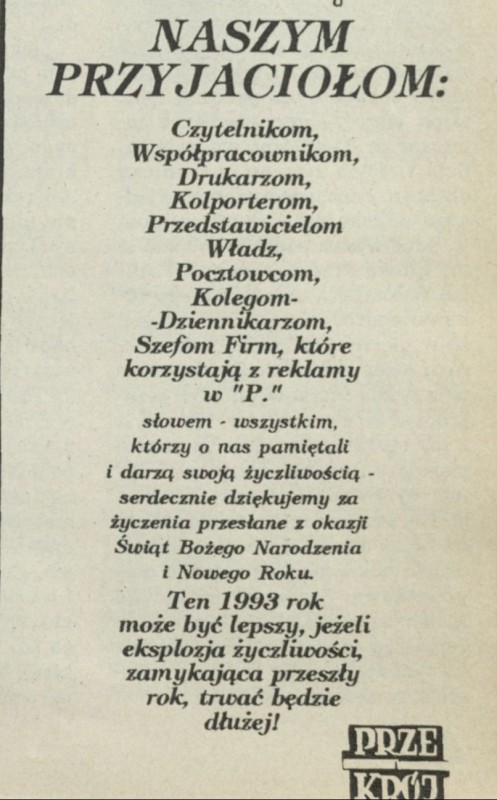 NASZYM
PRZYJACIOŁOM:
Czytelnikom,
Współpracownikom,
Drukarzom,
Kolporterom,
Przedstawicielom
Władz,
Pocztowcom,
Kolegom-
-Dziennikarzom,
Szefom Firm, które
korzystają z reklamy
w "P."
słowem - wszystkim,
którzy o nas pamiętali
i darzą swoją życzliwością -
serdecznie dziękujemy za
życzenia przesłane z okazji
Świąt Bożego Narodzenia
i Nowego Roku.
Ten 1993 rok
może być lepszy, jeżeli
eksplozja życzliwości,
zamykająca przeszły
rok, trwać będzie
dłużej!
PRZE
KRÓJ